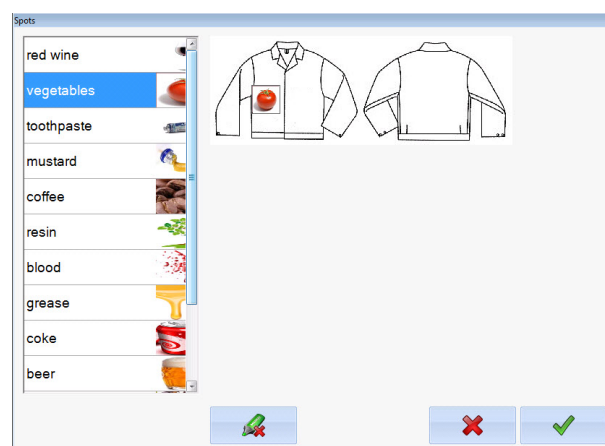 Spots
red wine
vegetables
toothpaste
mustard
coffee
resin
blood
grease
coke
beer